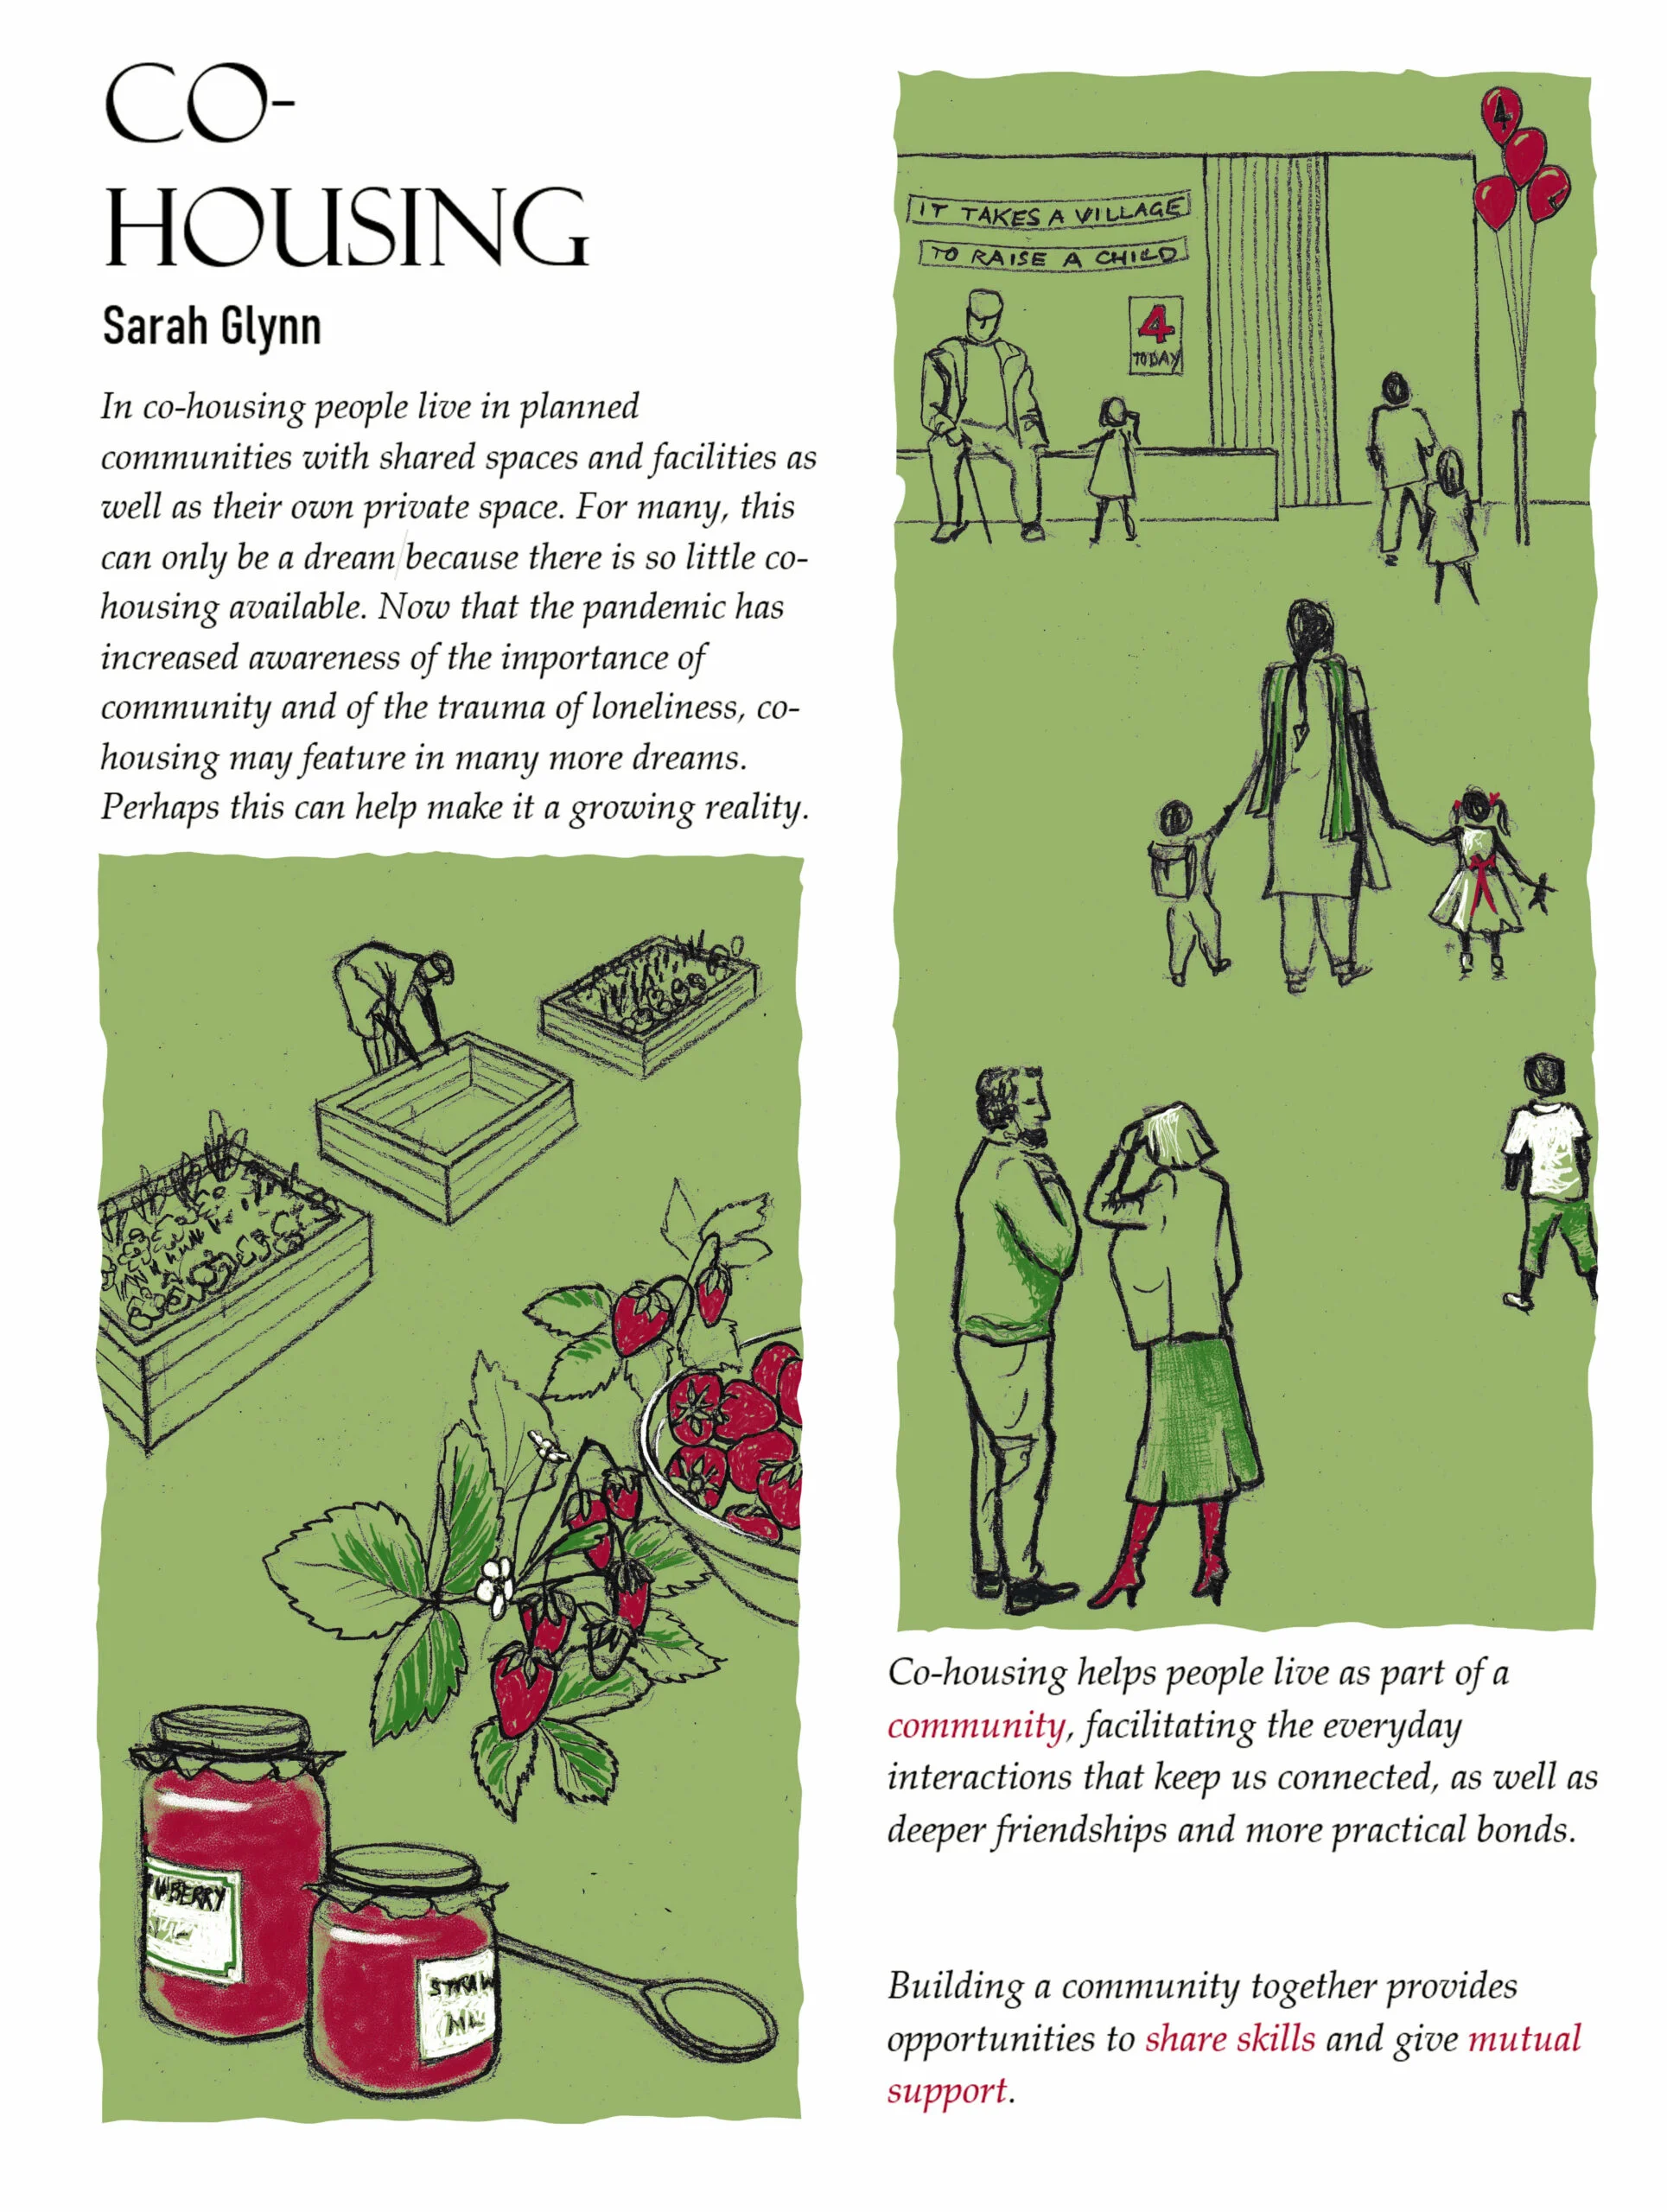 CO-
HOUSING
Sarah Glynn
In co-housing people live in planned
communities with shared spaces and facilities as
well as their own private space. For many, this
can only be a dream because there is so little co-
housing available. Now that the pandemic has
increased awareness of the importance of
community and of the trauma of loneliness, co-
housing may feature in many more dreams.
Perhaps this can help make it a growing reality.
WBERRY
STRAW
4
IT TAKES A VILLAGE
TO RAISE A CHILD
4
TODAY
Co-housing helps people live as part of a
community, facilitating the everyday
interactions that keep us connected, as well as
deeper friendships and more practical bonds.
Building a community together provides
opportunities to share skills and give mutual
support.